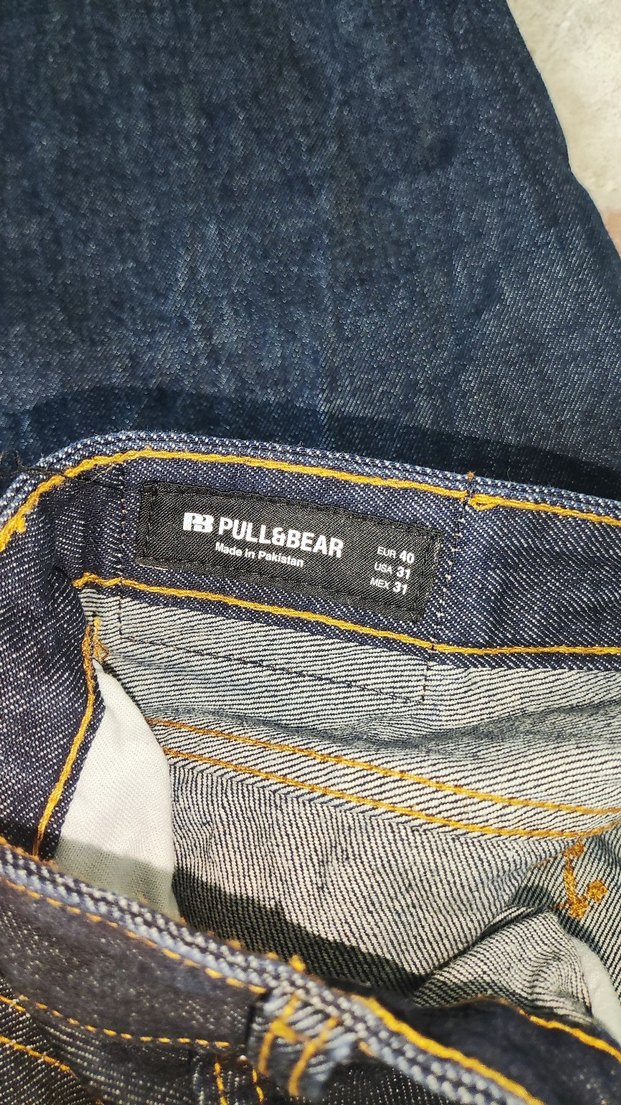 PB PULL&BEAR
Made in Pakistan
EUR 40
USA 31
MEX 31